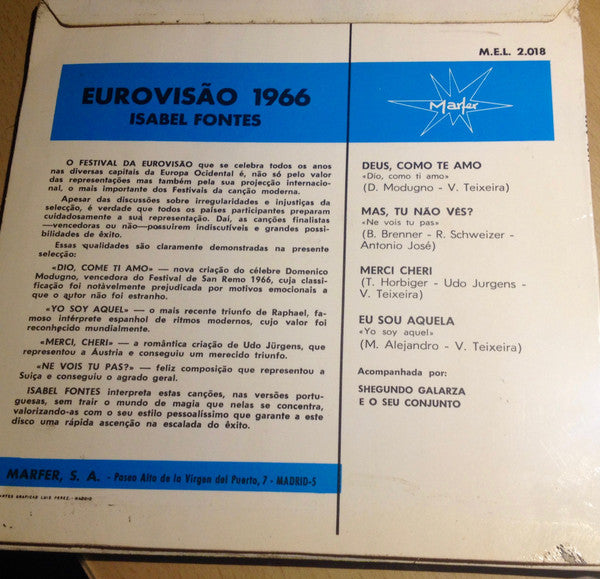 M.E.L. 2.018
EUROVISÃO 1966
ISABEL FONTES
Marfer
O FESTIVAL DA EUROVISÃO que se celebra todos os anos
nas diversas capitais da Europa Ocidental é, não só pelo valor
das representações mas também pela sua projecção internacio-
nal, o mais importante dos Festivais da canção moderna.
Apesar das discussões sobre irregularidades e injustiças da
selecção, é verdade que todos os países participantes preparam
cuidadosamente a sua representação. Daí, as canções finalistas
—vencedoras ou não—possuirem indiscutíveis e grandes possi-
bilidades de êxito.
Essas qualidades são claramente demonstradas na presente
selecção:
«DIO, COME TI AMO» — nova criação do célebre Domenico
Modugno, vencedora do Festival de San Remo 1966, cuja classi-
ficação foi notàvelmente prejudicada por motivos emocionais a
que o autor não foi estranho.
«YO SOY AQUEL» — o mais recente triunfo de Raphael, fa-
moso intérprete espanhol de ritmos modernos, cujo valor foi
reconhecido mundialmente.
«MERCI, CHERI» — a romântica criação de Udo Jürgens, que
representou a Áustria e conseguiu um merecido triunfo.
«NE VOIS TU PAS?» — feliz composição que representou a
Suiça e conseguiu o agrado geral.
ISABEL FONTES interpreta estas canções, nas versões portu-
guesas, sem trair o mundo de magia que nelas se concentra,
valorizando-as com o seu estilo pessoalíssimo que garante a este
disco uma rápida ascenção na escalada do êxito.
DEUS, COMO TE AMO
«Dio, como ti amo»
(D. Modugno - V. Teixeira)
MAS, TU NÃO VÊS?
«Ne vois tu pas»
(B. Brenner - R. Schweizer -
Antonio José)
MERCI CHERI
(T. Horbiger - Udo Jurgens -
V. Teixeira)
EU SOU AQUELA
«Yo soy aquel»
(M. Alejandro - V. Teixeira)
Acompanhada por:
SHEGUNDO GALARZA
E O SEU CONJUNTO
MARFER, S. A. - Paseo Alto de la Virgen del Puerto, 7 - MADRID-5
ARTES GRAFICAS LUIS PEREZ.- MADRID